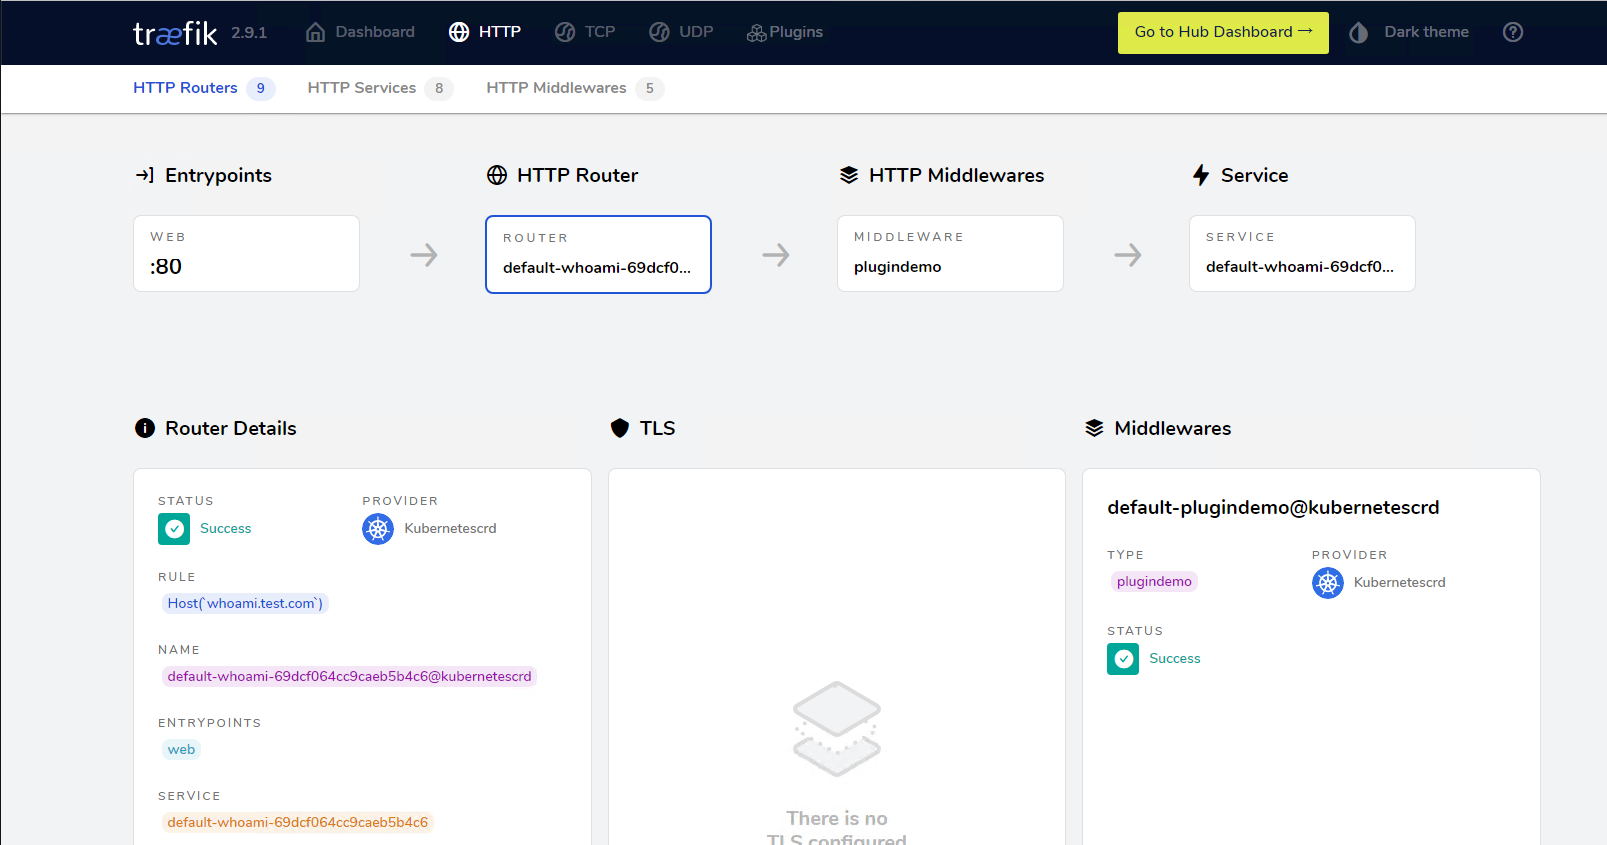 træfik 2.9.1 Dashboard HTTP TCP UDP Plugins Go to Hub Dashboard → Dark theme
HTTP Routers 9 HTTP Services 8 HTTP Middlewares 5
Entrypoints HTTP Router HTTP Middlewares Service
WEB
:80
ROUTER
default-whoami-69dcf0...
MIDDLEWARE
plugindemo
SERVICE
default-whoami-69dcf0...
Router Details
STATUS PROVIDER
Success Kubernetescrd
RULE
Host(`whoami.test.com`)
NAME
default-whoami-69dcf064cc9caeb5b4c6@kubernetescrd
ENTRYPOINTS
web
SERVICE
default-whoami-69dcf064cc9caeb5b4c6
TLS
There is no
TLS configured
Middlewares
default-plugindemo@kubernetescrd
TYPE PROVIDER
plugindemo Kubernetescrd
STATUS
Success